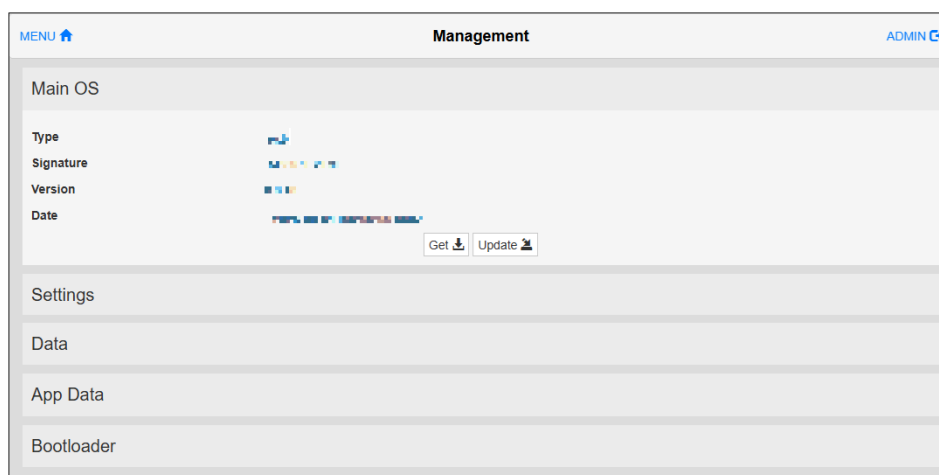 MENU Management ADMIN
Main OS
Type
Signature
Version
Date
Get Update
Settings
Data
App Data
Bootloader